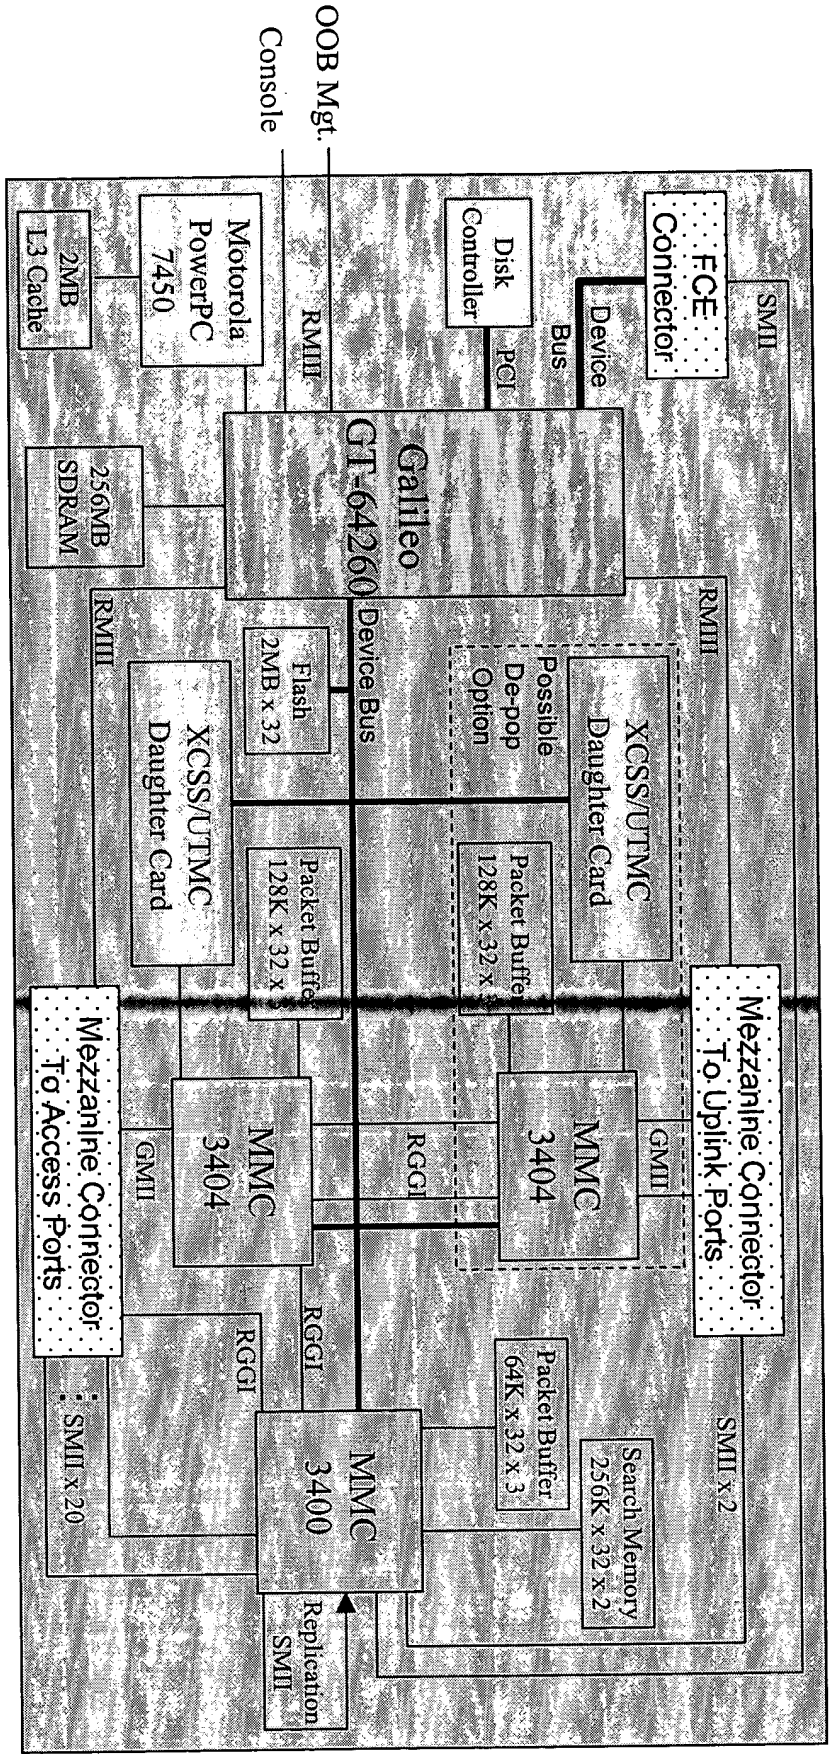 OOB Mgt.
Console
FCE
Connector
SMII
Device
Bus
Disk
Controller
PCI
RMIII
Motorola
PowerPC
7450
2MB
L3 Cache
Galileo
GT-64260
256MB
SDRAM
RMIII
RMIII
Device Bus
Flash
2MB x 32
Possible
De-pop
Option
XCSS/UTMC
Daughter Card
XCSS/UTMC
Daughter Card
Packet Buffer
128K x 32 x
Packet Buffer
128K x 32 x
Mezzanine Connector
To Uplink Ports
Mezzanine Connector
To Access Ports
MMC
3404
MMC
3404
GMII
GMII
RGGI
RGGI
RGGI
Packet Buffer
64K x 32 x 3
Search Memory
256K x 32 x 2
SMII x 2
SMII x 20
MMC
3400
Replication
SMII